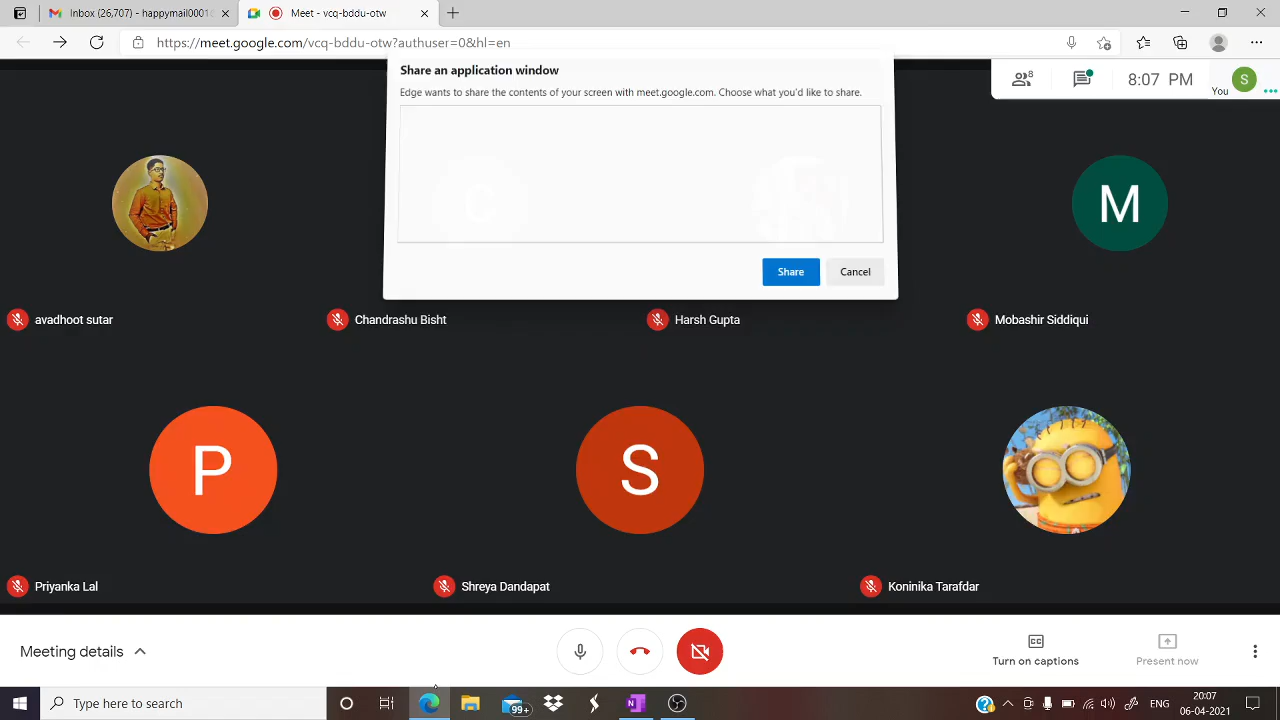 Inbox (26,707) - happymail0001
Meet - vcq-bddu-otw
https://meet.google.com/vcq-bddu-otw?authuser=0&hl=en
Share an application window
Edge wants to share the contents of your screen with meet.google.com. Choose what you'd like to share.
Share
Cancel
8
8:07 PM
You
S
C
M
avadhoot sutar
Chandrashu Bisht
Harsh Gupta
Mobashir Siddiqui
P
S
Priyanka Lal
Shreya Dandapat
Koninika Tarafdar
Meeting details
CC
Turn on captions
Present now
Type here to search
99+
N
ENG
20:07
06-04-2021